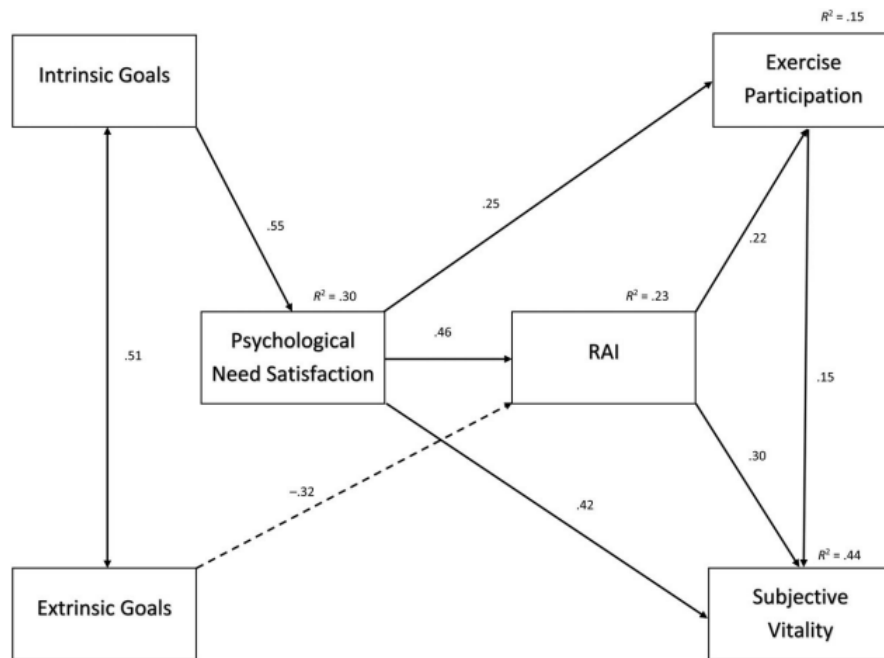 R² = .15
Intrinsic Goals
Exercise
Participation
.55
.25
.22
R² = .30
R² = .23
Psychological
Need Satisfaction
.46
RAI
.51
.15
–.32
.42
.30
R² = .44
Extrinsic Goals
Subjective
Vitality